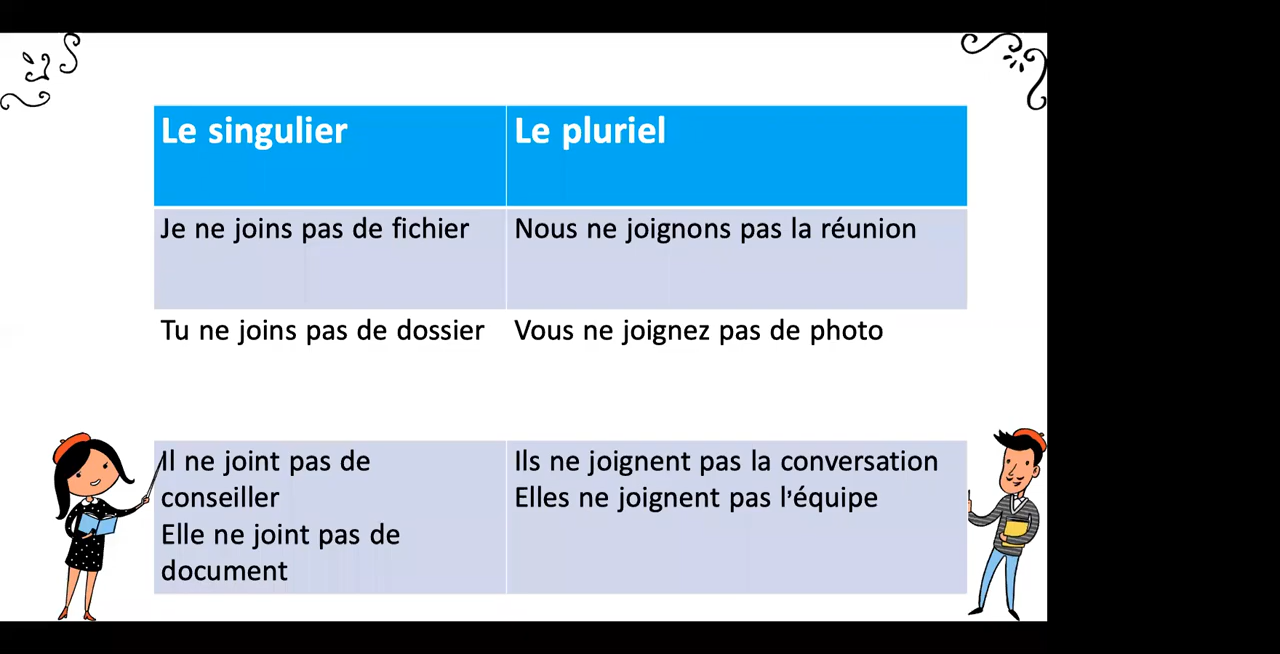 Le singulier
Le pluriel
Je ne joins pas de fichier
Nous ne joignons pas la réunion
Tu ne joins pas de dossier
Vous ne joignez pas de photo
Il ne joint pas de
conseiller
Elle ne joint pas de
document
Ils ne joignent pas la conversation
Elles ne joignent pas l’équipe